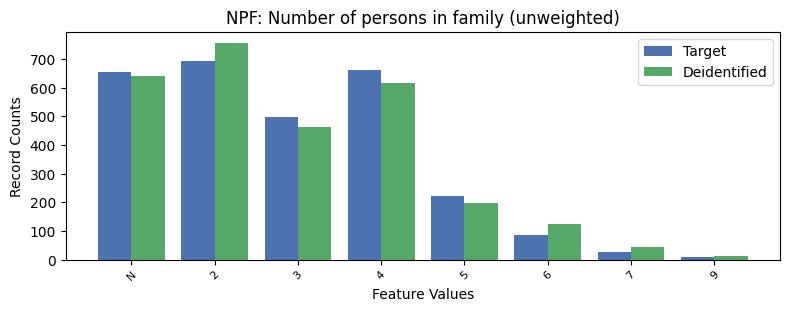 NPF: Number of persons in family (unweighted)
Target
Deidentified
Record Counts
700
600
500
400
300
200
100
0
N 2 3 4 5 6 7 9
Feature Values